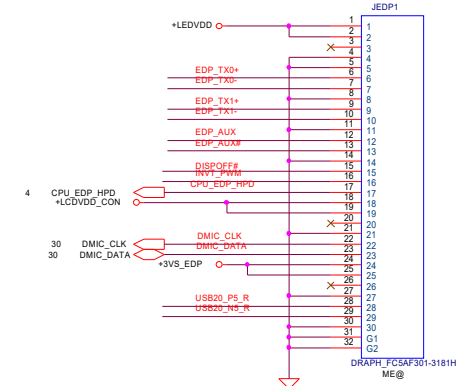 JEDP1
+LEDVDD 1 1
2 2
3 3
4 4
5 5
EDP_TX0+ 6 6
EDP_TX0- 7 7
8 8
EDP_TX1+ 9 9
EDP_TX1- 10 10
11 11
EDP_AUX 12 12
EDP_AUX# 13 13
14 14
DISPOFF# 15 15
INVT_PWM 16 16
4 CPU_EDP_HPD CPU_EDP_HPD 17 17
+LCDVDD_CON 18 18
19 19
20 20
21 21
30 DMIC_CLK DMIC_CLK 22 22
30 DMIC_DATA DMIC_DATA 23 23
+3VS_EDP 24 24
25 25
26 26
27 27
USB20_P5_R 28 28
USB20_N5_R 29 29
30 30
31 G1
32 G2
DRAPH_FC5AF301-3181H
ME@